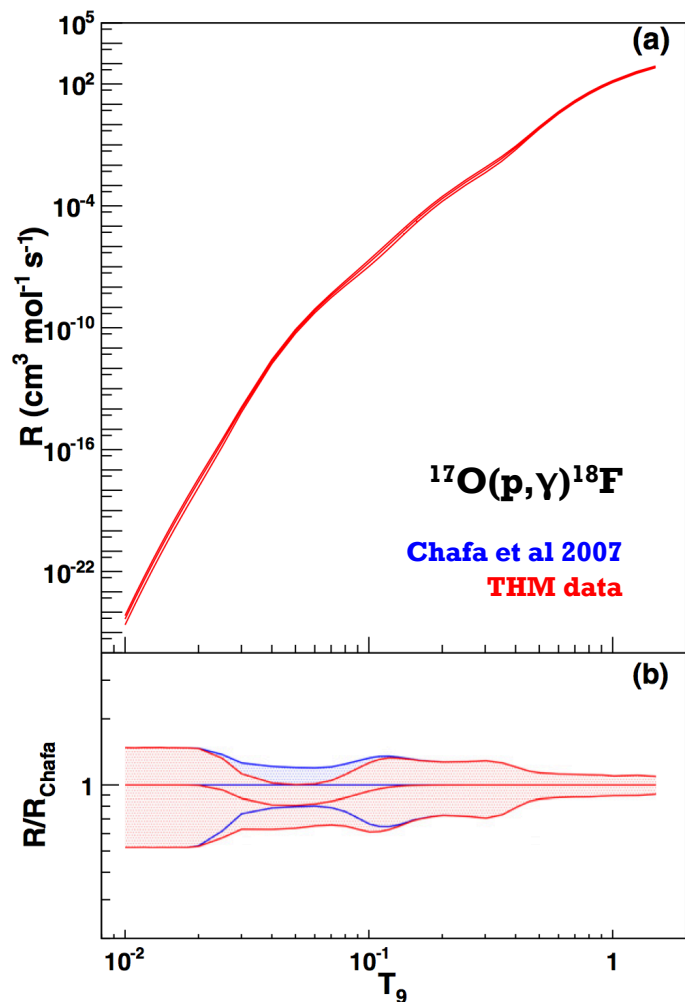 (a)
10^5
10^2
10^-4
10^-10
10^-16
10^-22
R (cm^3 mol^-1 s^-1)
^17O(p,γ)^18F
Chafa et al 2007
THM data
(b)
1
R/R_Chafa
10^-2
10^-1
1
T_9